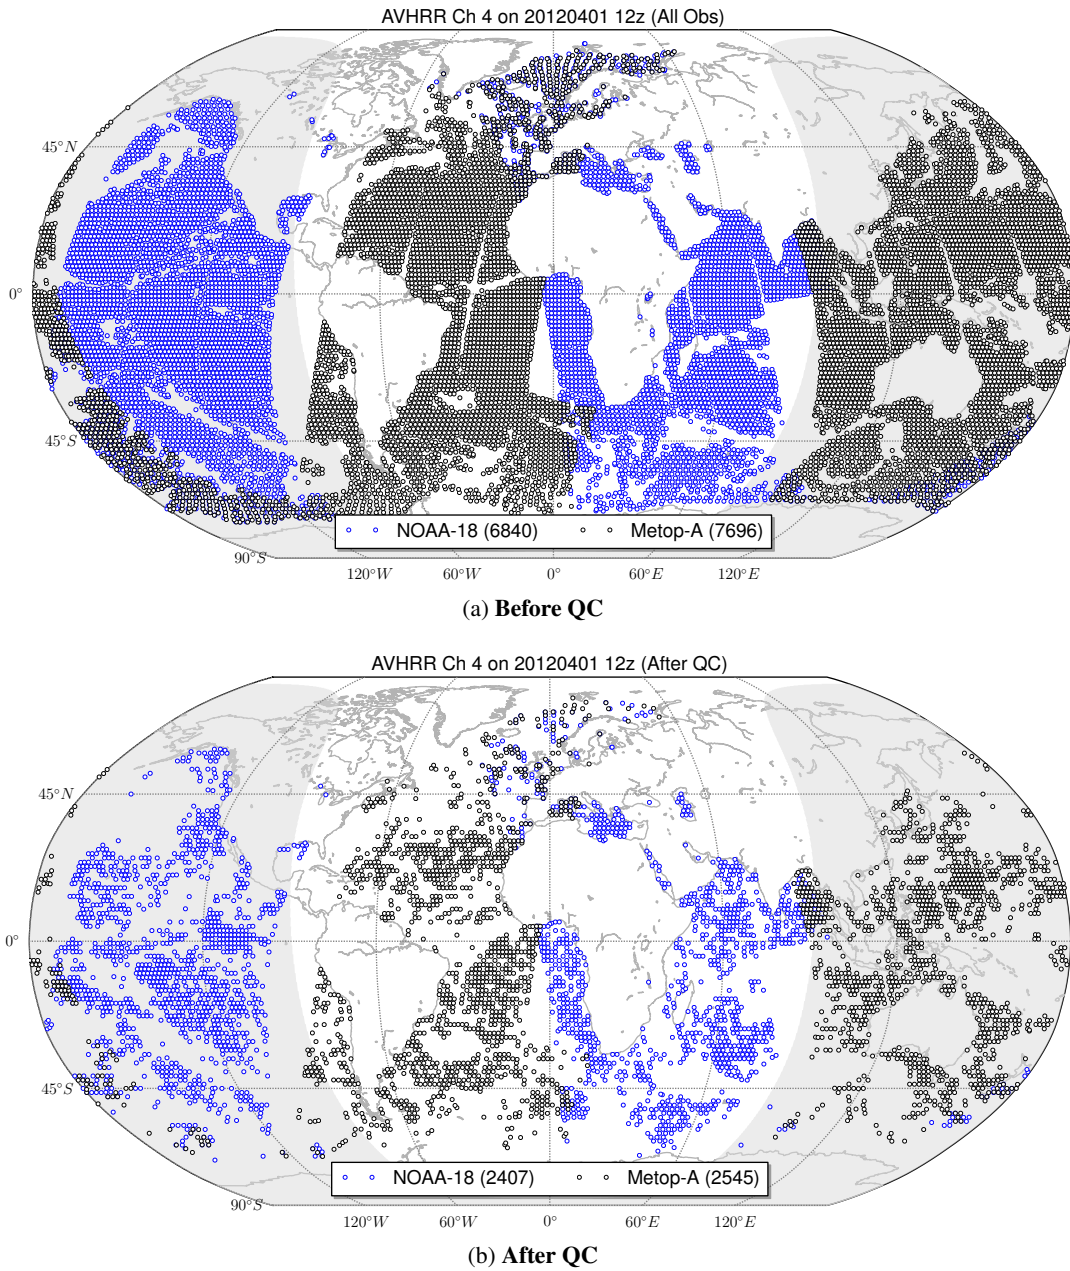 AVHRR Ch 4 on 20120401 12z (All Obs)
45°N
0°
45°S
90°S
NOAA-18 (6840) Metop-A (7696)
120°W 60°W 0° 60°E 120°E
(a) Before QC
AVHRR Ch 4 on 20120401 12z (After QC)
45°N
0°
45°S
90°S
NOAA-18 (2407) Metop-A (2545)
120°W 60°W 0° 60°E 120°E
(b) After QC